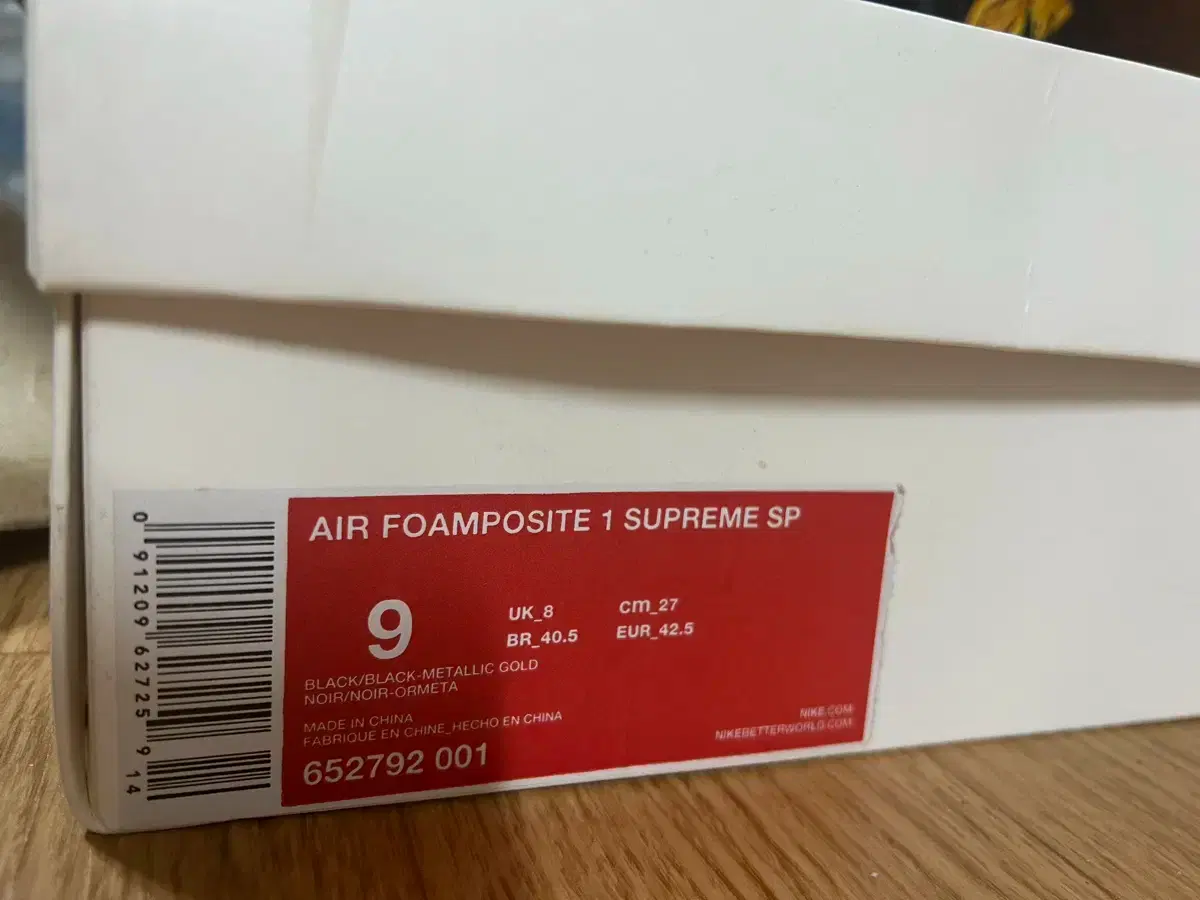 AIR FOAMPOSITE 1 SUPREME SP
9
UK_8 cm_27
BR_40.5 EUR_42.5
BLACK/BLACK-METALLIC GOLD
NOIR/NOIR-ORMETA
MADE IN CHINA
FABRIQUE EN CHINE_HECHO EN CHINA
652792 001
NIKE.COM
NIKEBETTERWORLD.COM
0 91209 62725 9 14